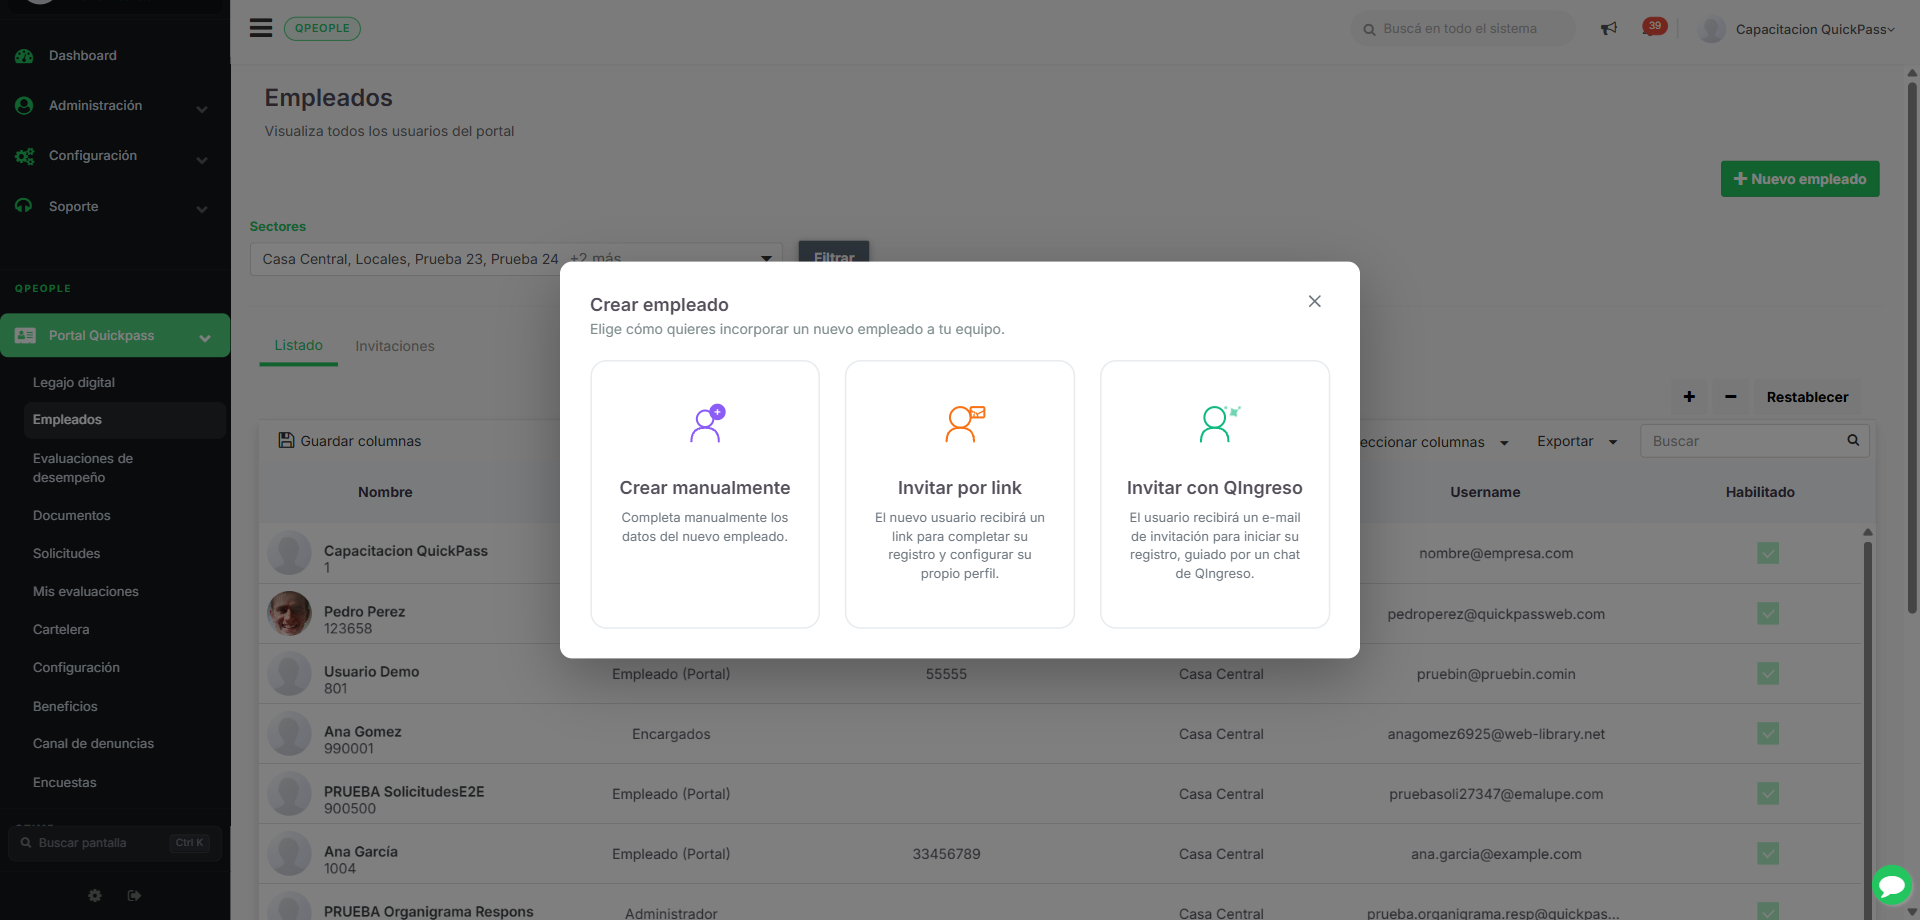 QPEOPLE
Buscá en todo el sistema
39
Capacitacion QuickPass
Dashboard
Administración
Configuración
Soporte
QPEOPLE
Portal Quickpass
Legajo digital
Empleados
Evaluaciones de
desempeño
Documentos
Solicitudes
Mis evaluaciones
Cartelera
Configuración
Beneficios
Canal de denuncias
Encuestas
Buscar pantalla
Ctrl K
Empleados
Visualiza todos los usuarios del portal
Nuevo empleado
Sectores
Casa Central, Locales, Prueba 23, Prueba 24 +2 más
Filtrar
Listado
Invitaciones
Restablecer
Guardar columnas
eccionar columnas
Exportar
Buscar
Nombre
Username
Habilitado
Capacitacion QuickPass
1
nombre@empresa.com
Pedro Perez
123658
pedroperez@quickpassweb.com
Usuario Demo
801
Empleado (Portal)
55555
Casa Central
pruebin@pruebin.comin
Ana Gomez
990001
Encargados
Casa Central
anagomez6925@web-library.net
PRUEBA SolicitudesE2E
900500
Empleado (Portal)
Casa Central
pruebasoli27347@emalupe.com
Ana García
1004
Empleado (Portal)
33456789
Casa Central
ana.garcia@example.com
PRUEBA Organigrama Respons
Administrador
Casa Central
prueba.organigrama.resp@quickpas...
Crear empleado
Elige cómo quieres incorporar un nuevo empleado a tu equipo.
Crear manualmente
Completa manualmente los
datos del nuevo empleado.
Invitar por link
El nuevo usuario recibirá un
link para completar su
registro y configurar su
propio perfil.
Invitar con QIngreso
El usuario recibirá un e-mail
de invitación para iniciar su
registro, guiado por un chat
de QIngreso.